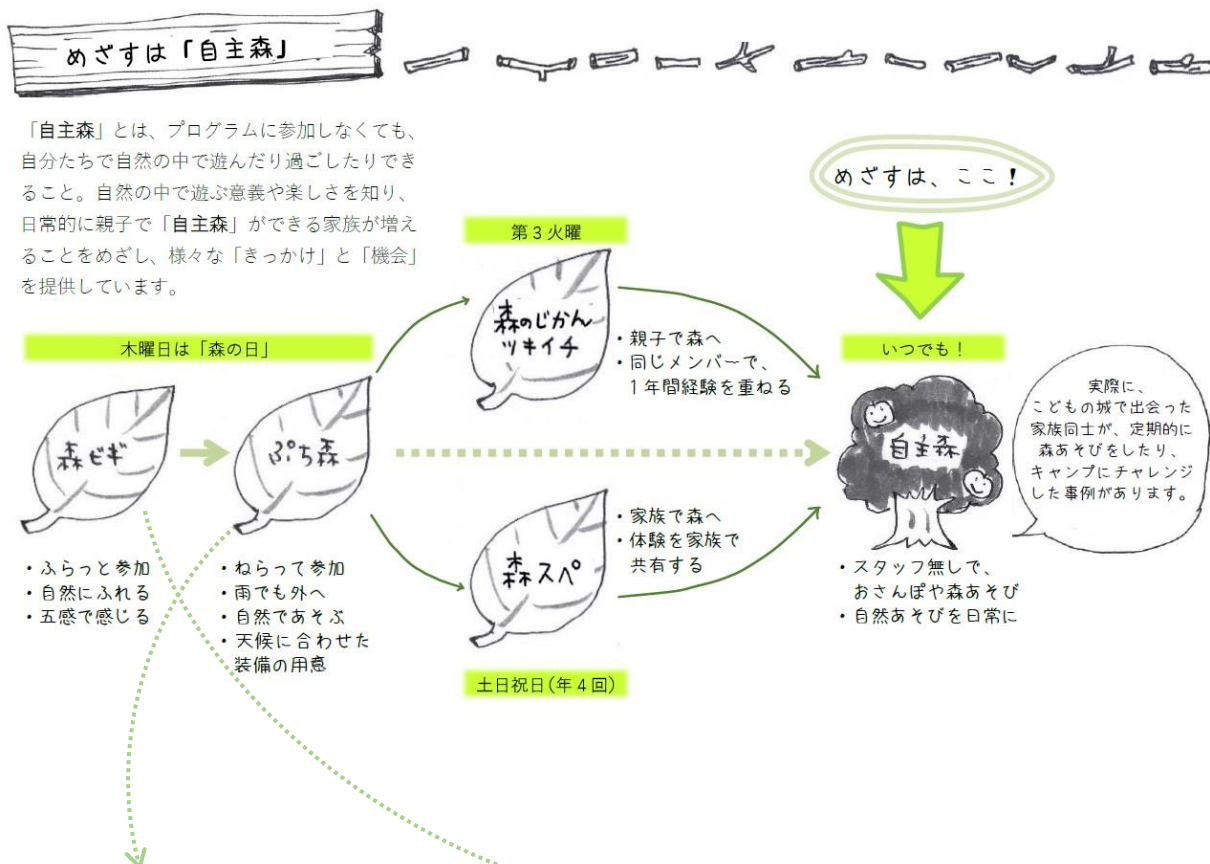 めざすは「自主森」
「自主森」とは、プログラムに参加しなくても、
自分たちで自然の中で遊んだり過ごしたりでき
ること。自然の中で遊ぶ意義や楽しさを知り、
日常的に親子で「自主森」ができる家族が増え
ることをめざし、様々な「きっかけ」と「機会」
を提供しています。
めざすは、ここ！
木曜日は「森の日」
森ビギ
・ふらっと参加
・自然にふれる
・五感で感じる
ぷち森
・ねらって参加
・雨でも外へ
・自然であそぶ
・天候に合わせた
装備の用意
第３火曜
森のじかん
ツキイチ
・親子で森へ
・同じメンバーで、
１年間経験を重ねる
森スペ
・家族で森へ
・体験を家族で
共有する
土日祝日(年４回)
いつでも！
自主森
・スタッフ無しで、
おさんぽや森あそび
・自然あそびを日常に
実際に、
こどもの城で出会った
家族同士が、定期的に
森あそびをしたり、
キャンプにチャレンジ
した事例があります。